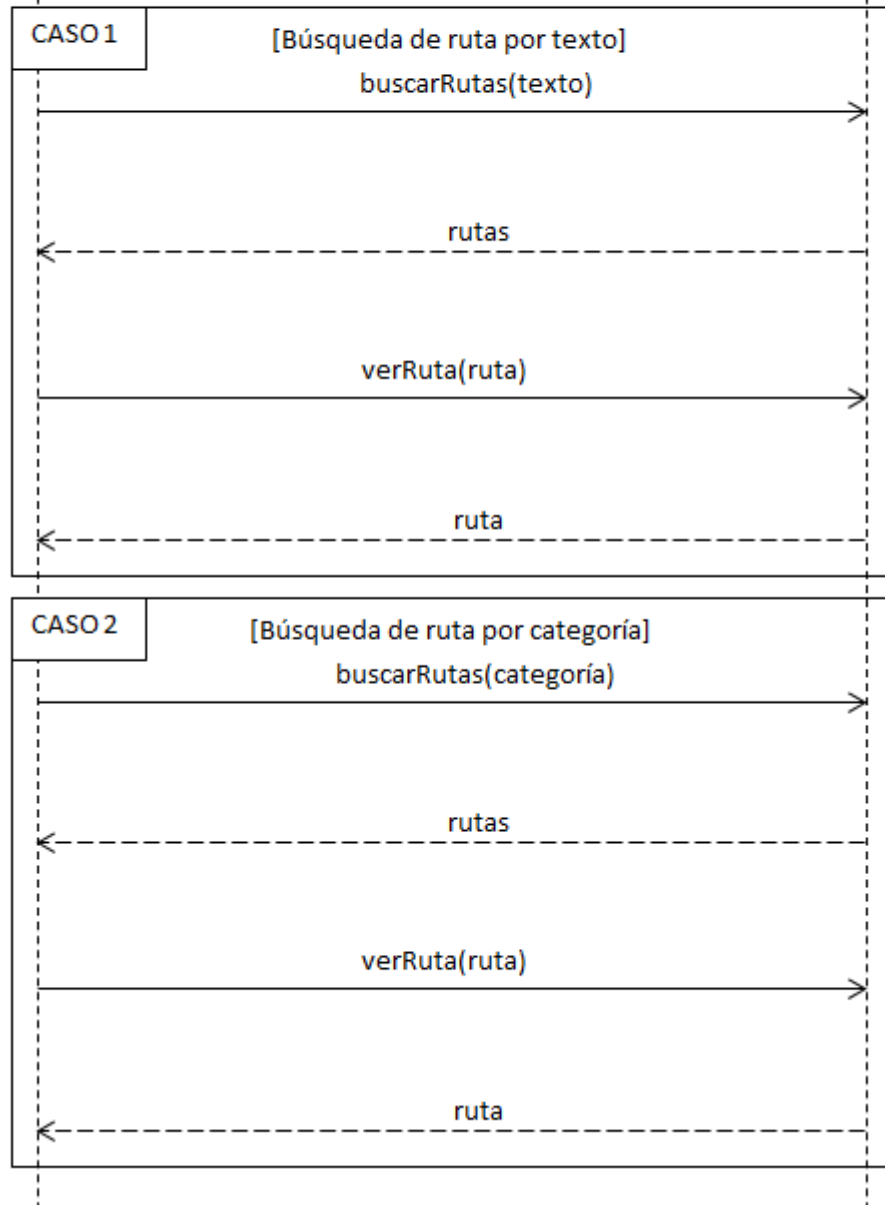 CASO 1
[Búsqueda de ruta por texto]
buscarRutas(texto)
rutas
verRuta(ruta)
ruta
CASO 2
[Búsqueda de ruta por categoría]
buscarRutas(categoría)
rutas
verRuta(ruta)
ruta